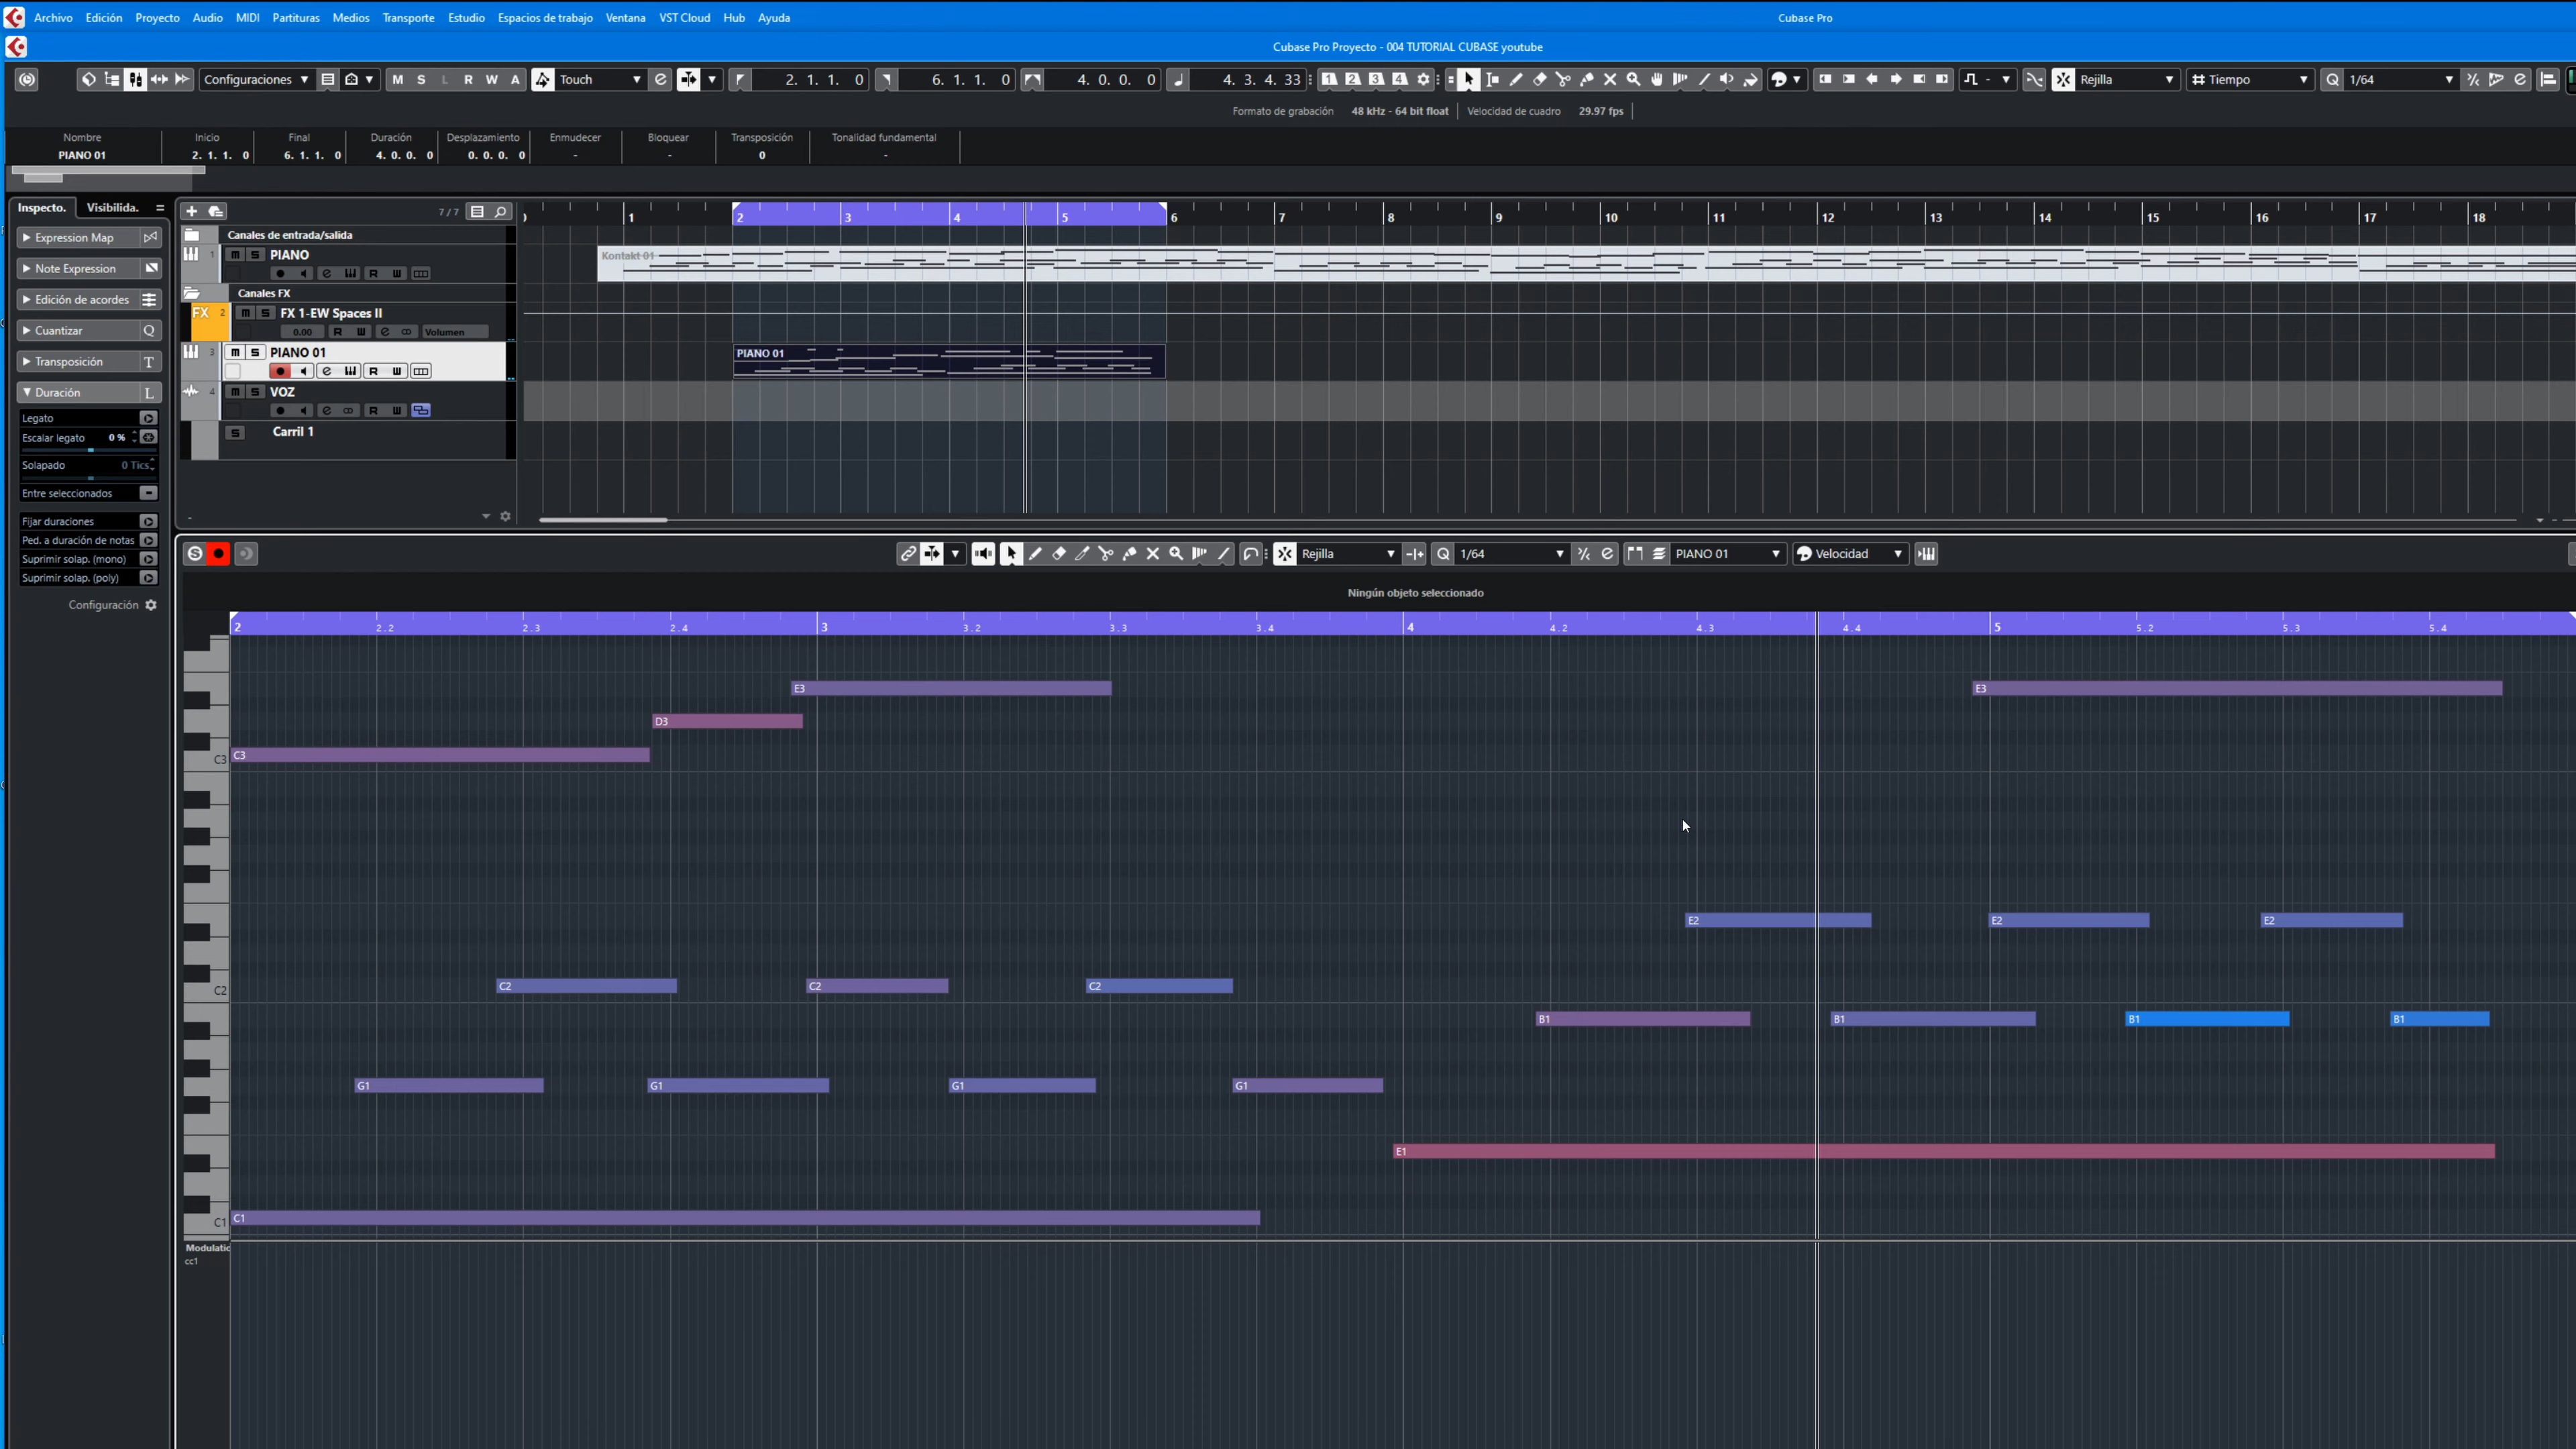 Archivo Edición Proyecto Audio MIDI Partituras Medios Transporte Estudio Espacios de trabajo Ventana VST Cloud Hub Ayuda Cubase Pro
Cubase Pro Proyecto - 004 TUTORIAL CUBASE youtube
Configuraciones M S L R W A Touch 2. 1. 1. 0 6. 1. 1. 0 4. 0. 0. 0 4. 3. 4. 33 1 2 3 4 Rejilla Tiempo Q 1/64
Formato de grabación 48 kHz - 64 bit float Velocidad de cuadro 29.97 fps
Nombre Inicio Final Duración Desplazamiento Enmudecer Bloquear Transposición Tonalidad fundamental
PIANO 01 2. 1. 1. 0 6. 1. 1. 0 4. 0. 0. 0 0. 0. 0. 0 - - 0 -
Inspecto. Visibilida.
7 / 7
1 2 3 4 5 6 7 8 9 10 11 12 13 14 15 16 17 18
Expression Map
Note Expression
Edición de acordes
Cuantizar Q
Transposición T
Duración L
Legato
Escalar legato 0 %
Solapado 0 Tics
Entre seleccionados
Fijar duraciones
Ped. a duración de notas
Suprimir solap. (mono)
Suprimir solap. (poly)
Configuración
Canales de entrada/salida
1 m S PIANO
R W
Kontakt 01
Canales FX
FX 2 m S FX 1-EW Spaces II
0.00 R W Volumen
3 m S PIANO 01
R W
PIANO 01
4 m S VOZ
R W
S Carril 1
Rejilla Q 1/64 PIANO 01 Velocidad
Ningún objeto seleccionado
2 2.2 2.3 2.4 3 3.2 3.3 3.4 4 4.2 4.3 4.4 5 5.2 5.3 5.4
E3 E3
D3
C3 C3
E2 E2 E2
C2 C2 C2 C2
B1 B1 B1 B1
G1 G1 G1 G1
E1
C1 C1
Modulatic
cc1